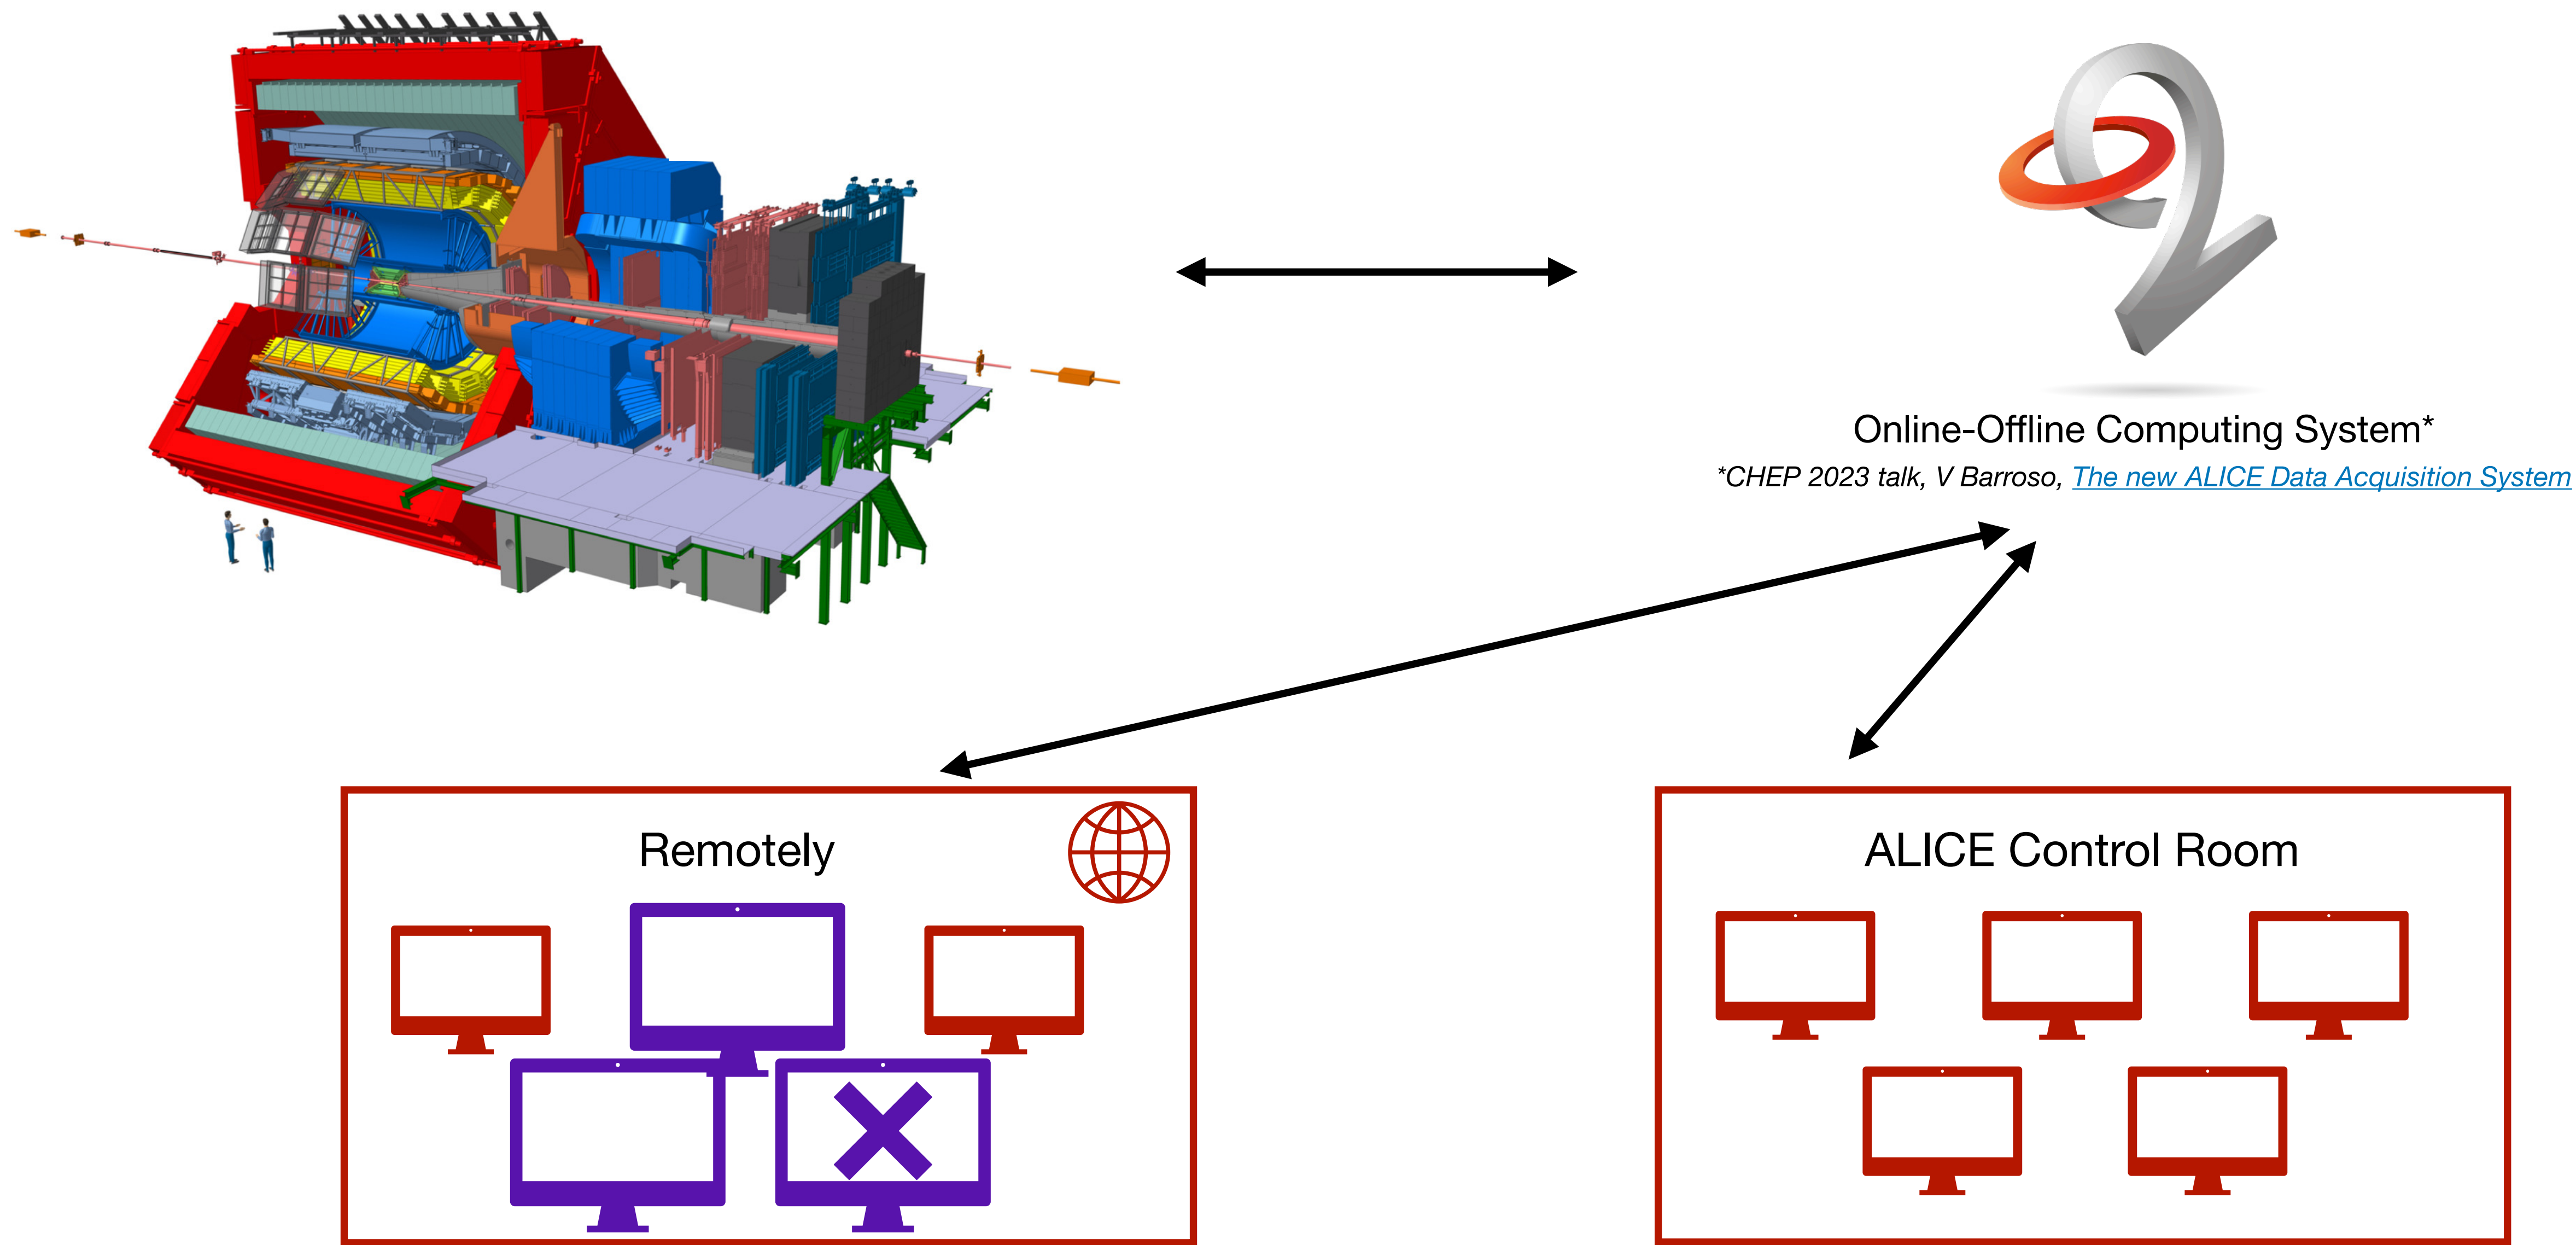 Online-Offline Computing System*
*CHEP 2023 talk, V Barroso, The new ALICE Data Acquisition System
Remotely
ALICE Control Room